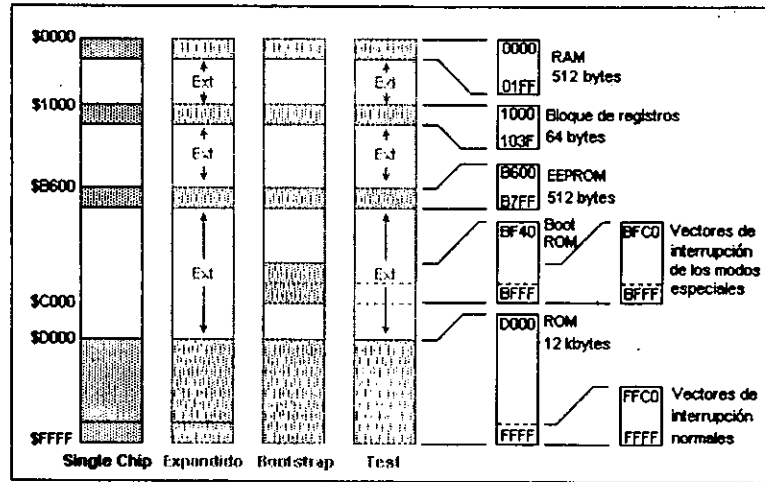 $0000
$1000
$B600
$C000
$D000
$FFFF
Ext
Ext
Ext
Ext
Ext
Ext
Single Chip
Expandido
Bootstrap
Test
0000
01FF
RAM
512 bytes
1000
103F
Bloque de registros
64 bytes
B600
B7FF
EEPROM
512 bytes
BF40
BFFF
Boot
ROM
BFC0
BFFF
Vectores de
interrupción
de los modos
especiales
D000
FFFF
ROM
12 kbytes
FFC0
FFFF
Vectores de
interrupción
normales